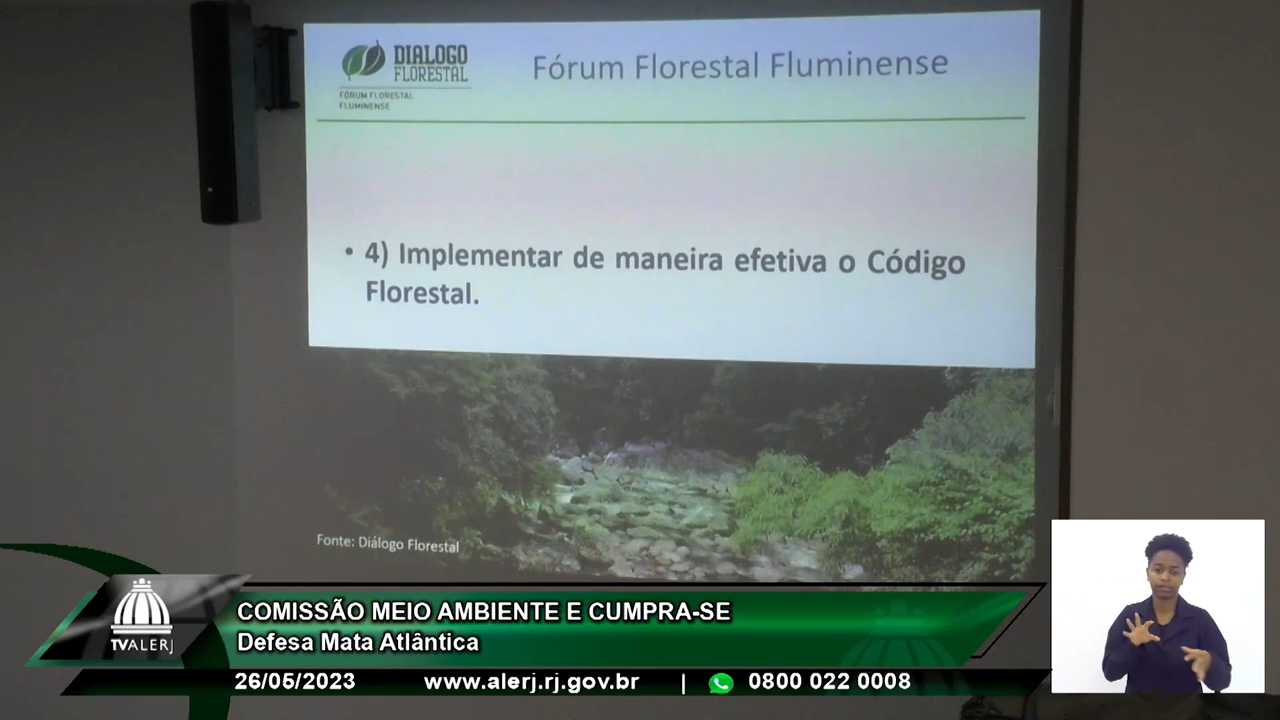 DIALOGO
FLORESTAL
FÓRUM FLORESTAL
FLUMINENSE
Fórum Florestal Fluminense
• 4) Implementar de maneira efetiva o Código
Florestal.
Fonte: Diálogo Florestal
TVALERJ
COMISSÃO MEIO AMBIENTE E CUMPRA-SE
Defesa Mata Atlântica
26/05/2023 www.alerj.rj.gov.br | 0800 022 0008